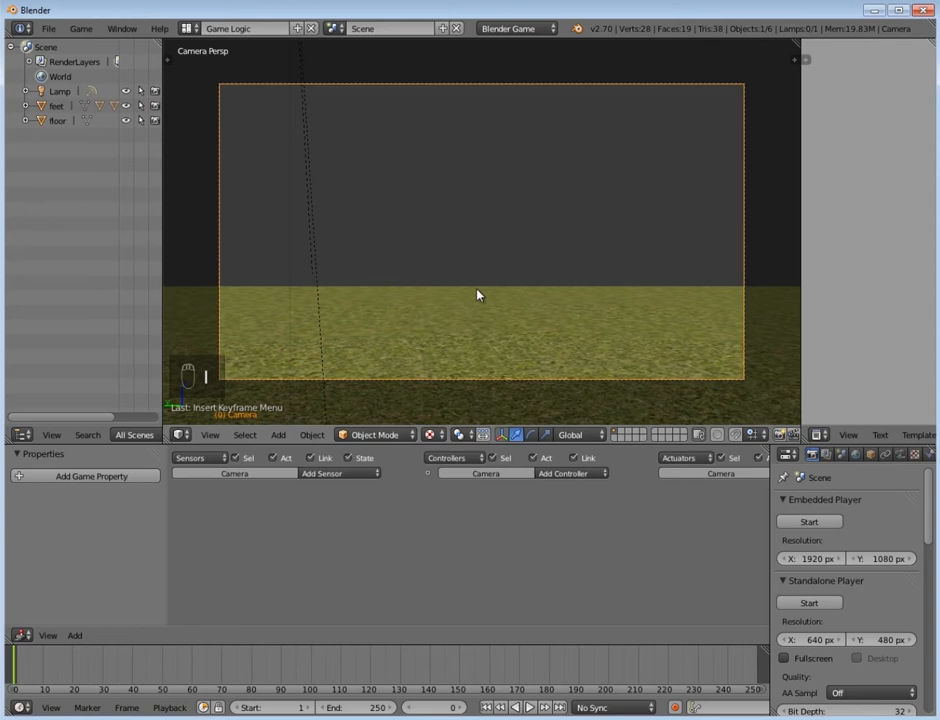 Blender
File Game Window Help Game Logic Scene Blender Game v2.70 | Verts:28 | Faces:19 | Tris:38 | Objects:1/6 | Lamps:0/1 | Mem:19.83M | Camera
Scene
RenderLayers
World
Lamp
feet
floor
Camera Persp
I
Last: Insert Keyframe Menu
(0) Camera
View Search All Scenes
View Select Add Object Object Mode Global
View Text Template
Properties
Add Game Property
Sensors Sel Act Link State Controllers Sel Act Link Actuators Sel
Camera Add Sensor Camera Add Controller Camera
Scene
Embedded Player
Start
Resolution:
X: 1920 px Y: 1080 px
Standalone Player
Start
Resolution:
X: 640 px Y: 480 px
Fullscreen Desktop
Quality:
AA Sampl Off
Bit Depth: 32
View Add
0 10 20 30 40 50 60 70 80 90 100 110 120 130 140 150 160 170 180 190 200 210 220 230 240 250
View Marker Frame Playback Start: 1 End: 250 0 No Sync